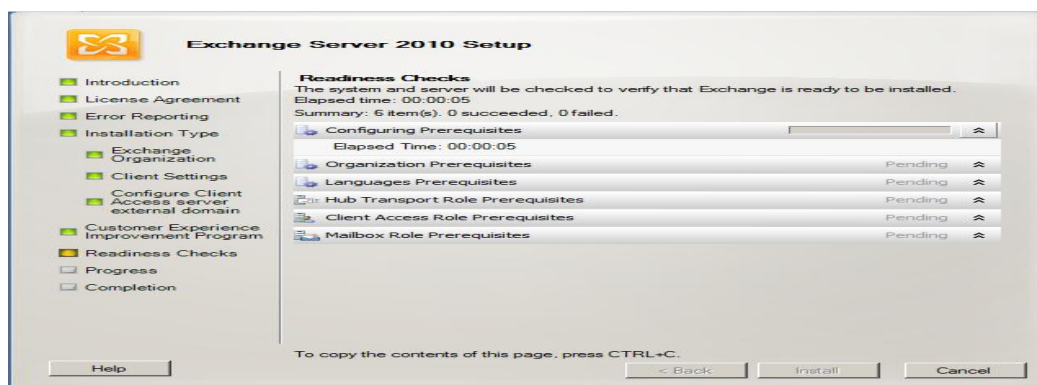 Exchange Server 2010 Setup
Introduction
License Agreement
Error Reporting
Installation Type
Exchange
Organization
Client Settings
Configure Client
Access server
external domain
Customer Experience
Improvement Program
Readiness Checks
Progress
Completion
Readiness Checks
The system and server will be checked to verify that Exchange is ready to be installed.
Elapsed time: 00:00:05
Summary: 6 item(s). 0 succeeded, 0 failed.
Configuring Prerequisites
Elapsed Time: 00:00:05
Organization Prerequisites Pending
Languages Prerequisites Pending
Hub Transport Role Prerequisites Pending
Client Access Role Prerequisites Pending
Mailbox Role Prerequisites Pending
To copy the contents of this page, press CTRL+C.
Help < Back Install Cancel